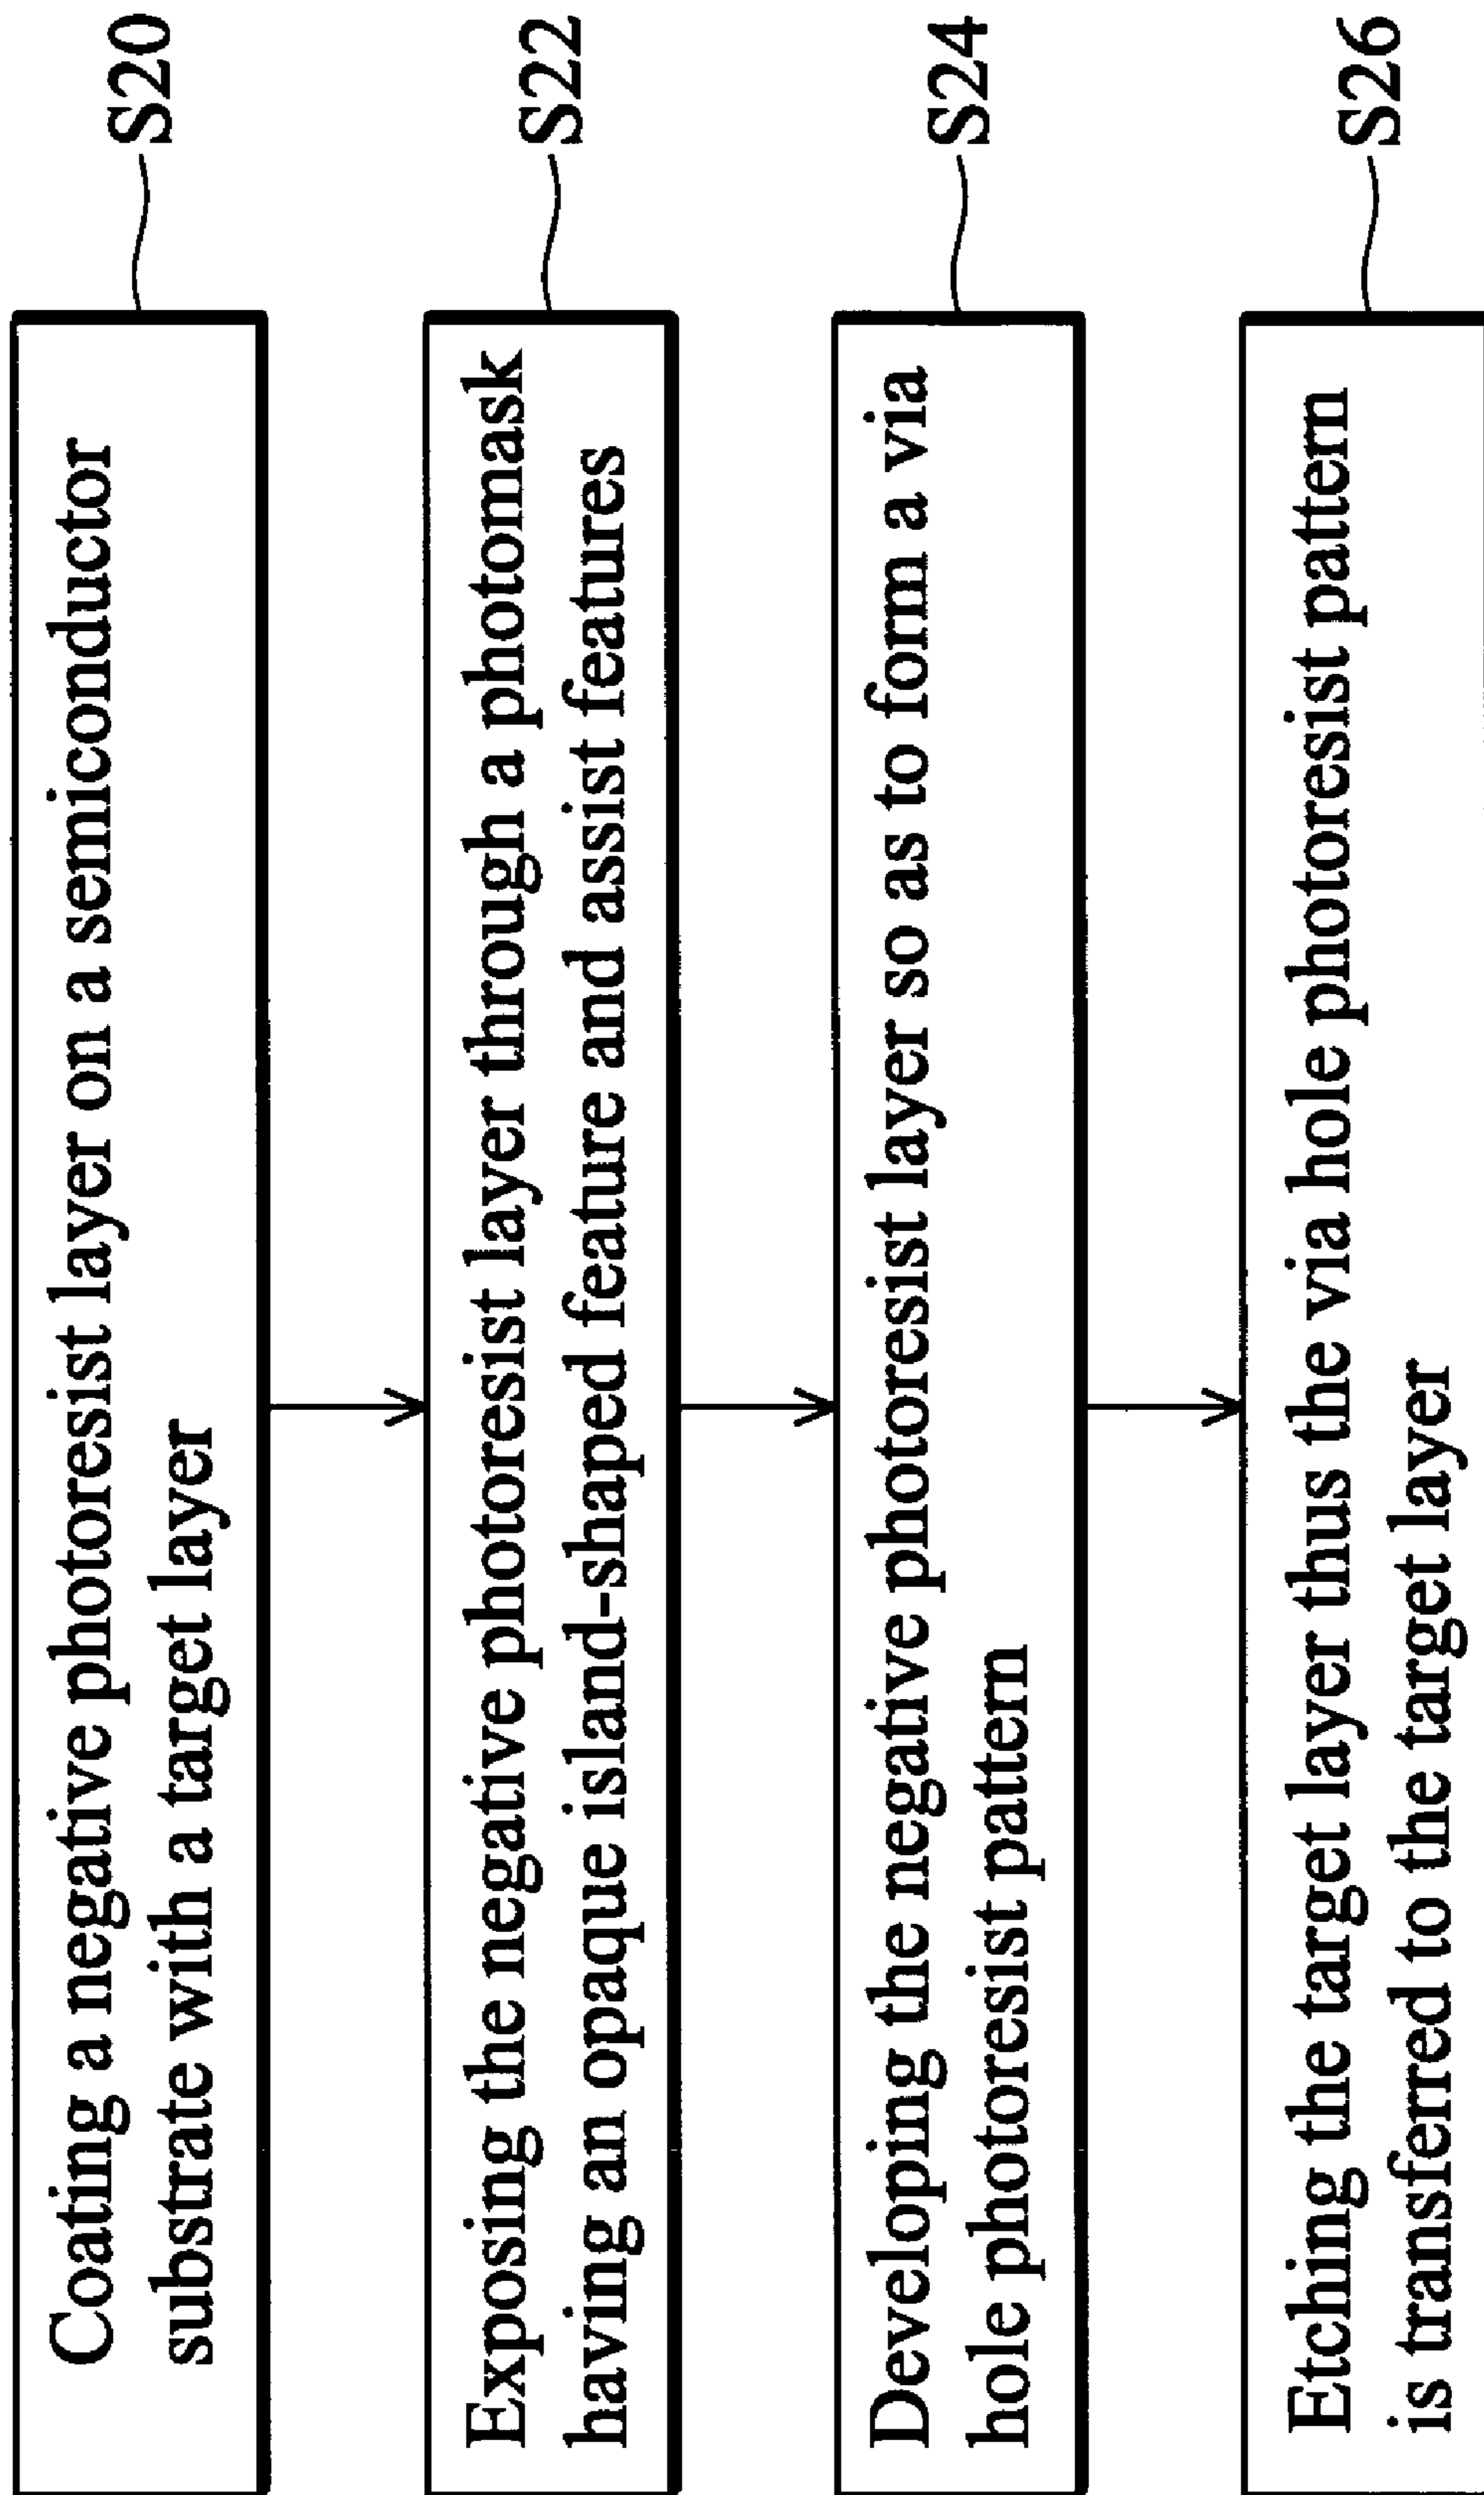 Coating a negative photoresist layer on a semiconductor
substrate with a target layer
S20
Exposing the negative photoresist layer through a photomask
having an opaque island-shaped feature and assist features
S22
Developing the negative photoresist layer so as to form a via
hole photoresist pattern
S24
Etching the target layer thus the via hole photoresist pattern
is transferred to the target layer
S26